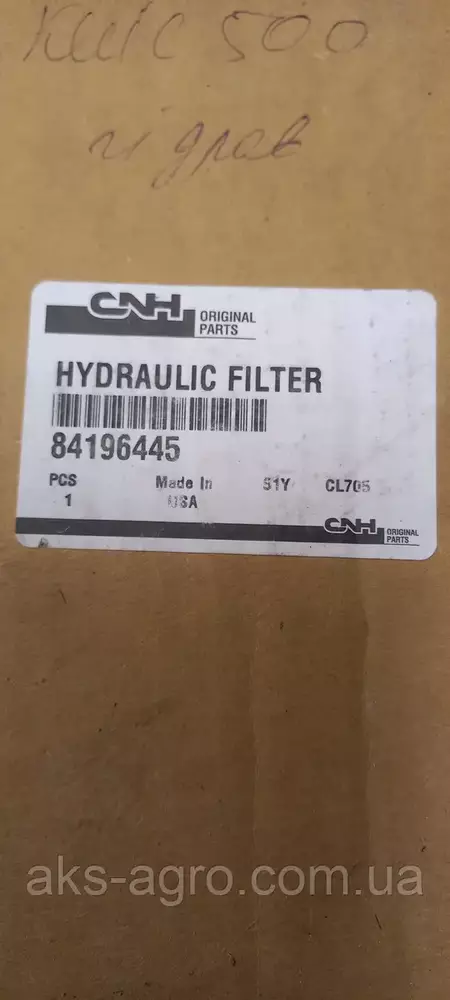 кейс 500
гідрав
CNH ORIGINAL
PARTS
HYDRAULIC FILTER
84196445
PCS Made In 51Y CL705
1 USA
CNH ORIGINAL
PARTS
aks-agro.com.ua